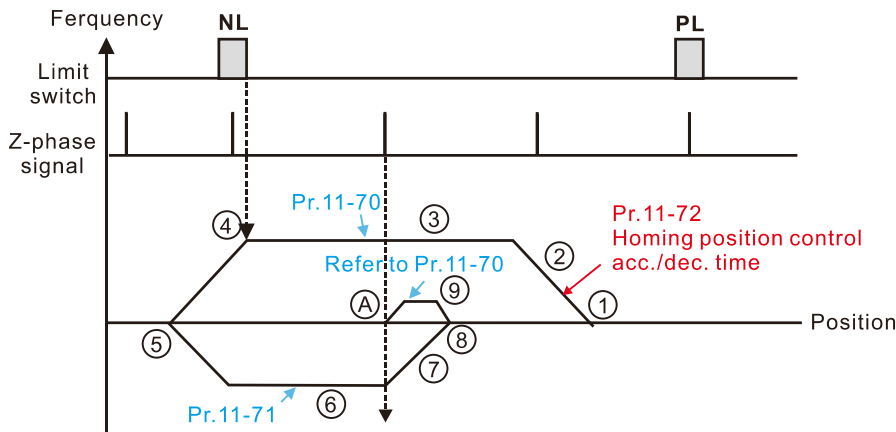 Ferquency
NL
PL
Limit
switch
Z-phase
signal
Pr.11-70
Pr.11-72
Homing position control
acc./dec. time
Refer to Pr.11-70
④
③
②
①
Ⓐ
⑨
Position
⑤
⑧
⑦
⑥
Pr.11-71